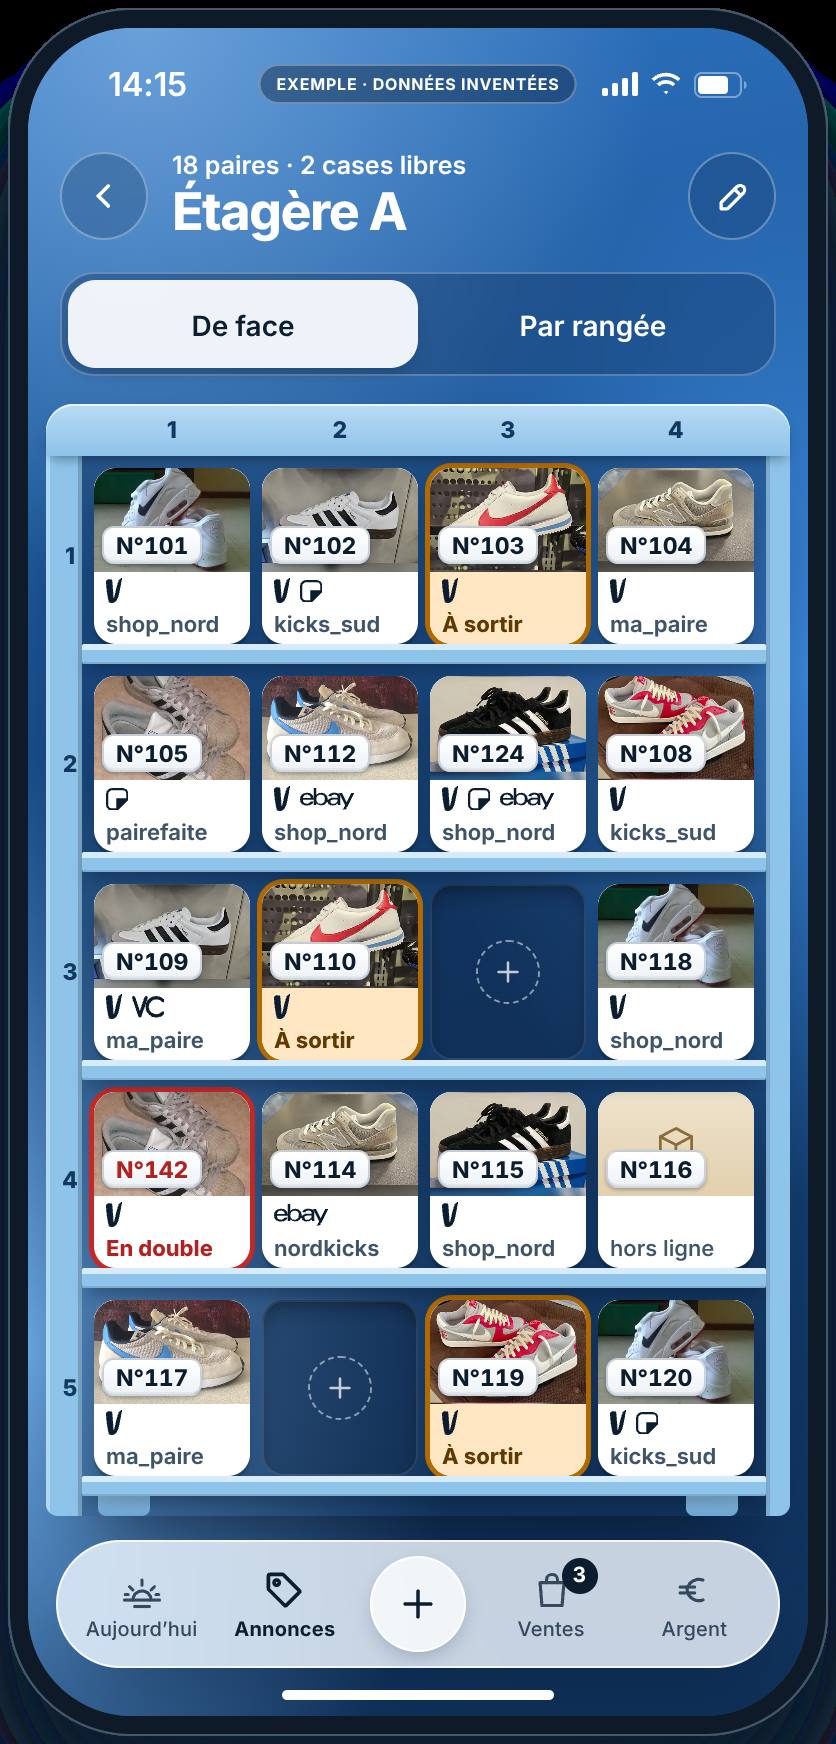 14:15
EXEMPLE · DONNÉES INVENTÉES
18 paires · 2 cases libres
Étagère A
De face Par rangée
1 2 3 4
1
N°101 N°102 N°103 N°104
shop_nord kicks_sud À sortir ma_paire
2
N°105 N°112 N°124 N°108
ebay ebay
pairefaite shop_nord shop_nord kicks_sud
3
N°109 N°110 N°118
VC
ma_paire À sortir shop_nord
4
N°142 N°114 N°115 N°116
ebay
En double nordkicks shop_nord hors ligne
5
N°117 N°119 N°120
ma_paire À sortir kicks_sud
3
Aujourd’hui Annonces Ventes Argent